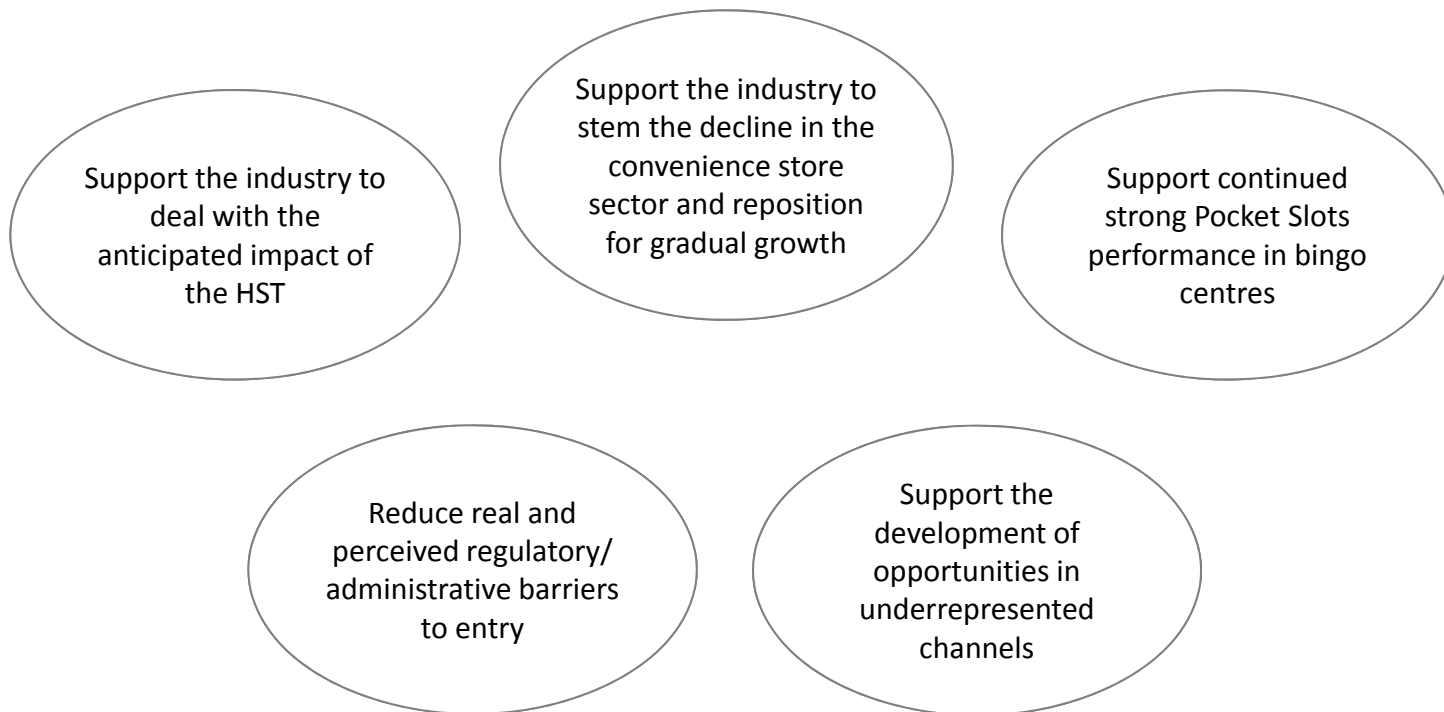 Support the industry to
deal with the
anticipated impact of
the HST
Support the industry to
stem the decline in the
convenience store
sector and reposition
for gradual growth
Support continued
strong Pocket Slots
performance in bingo
centres
Reduce real and
perceived regulatory/
administrative barriers
to entry
Support the
development of
opportunities in
underrepresented
channels